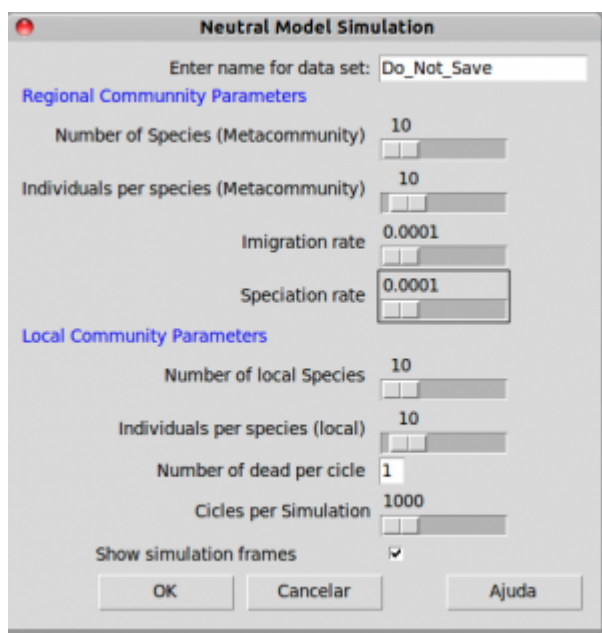 Neutral Model Simulation
Enter name for data set: Do_Not_Save
Regional Communnity Parameters
Number of Species (Metacommunity) 10
Individuals per species (Metacommunity) 10
Imigration rate 0.0001
Speciation rate 0.0001
Local Community Parameters
Number of local Species 10
Individuals per species (local) 10
Number of dead per cicle 1
Cicles per Simulation 1000
Show simulation frames
OK Cancelar Ajuda